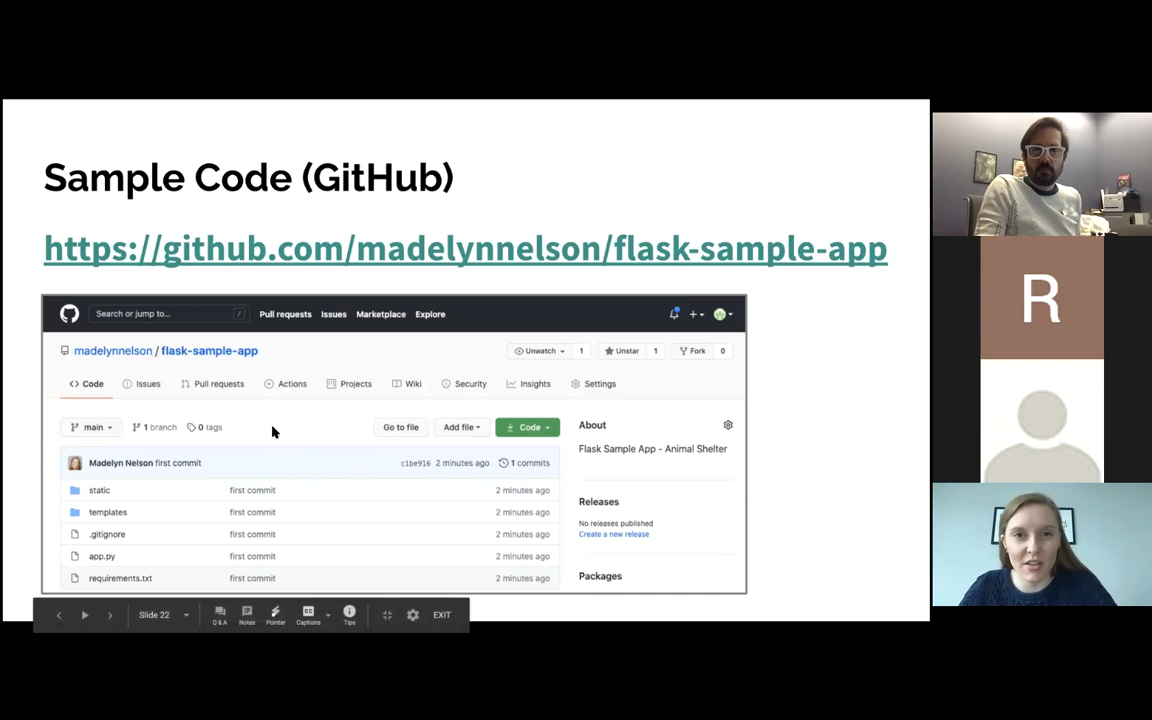 Sample Code (GitHub)
https://github.com/madelynnelson/flask-sample-app
Search or jump to... /
Pull requests Issues Marketplace Explore
madelynnelson / flask-sample-app
Unwatch 1 Unstar 1 Fork 0
Code Issues Pull requests Actions Projects Wiki Security Insights Settings
main 1 branch 0 tags Go to file Add file Code
About
Flask Sample App - Animal Shelter
Madelyn Nelson first commit c1be916 2 minutes ago 1 commits
static first commit 2 minutes ago
templates first commit 2 minutes ago
.gitignore first commit 2 minutes ago
app.py first commit 2 minutes ago
requirements.txt first commit 2 minutes ago
Releases
No releases published
Create a new release
Packages
Slide 22 Q & A Notes Pointer CC Captions Tips EXIT
R